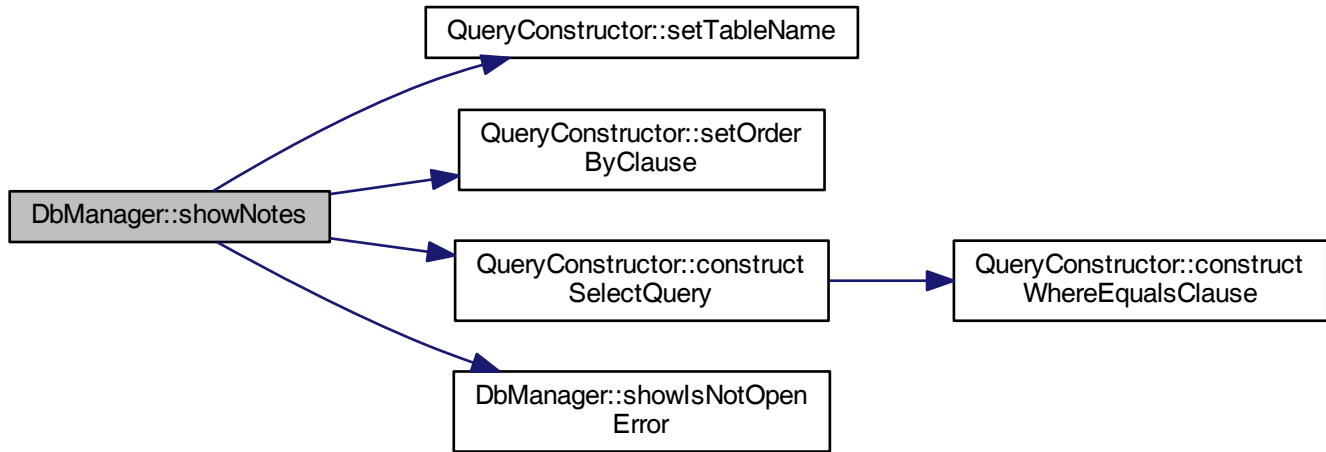 QueryConstructor::setTableName
QueryConstructor::setOrder
ByClause
DbManager::showNotes
QueryConstructor::construct
SelectQuery
QueryConstructor::construct
WhereEqualsClause
DbManager::showIsNotOpen
Error